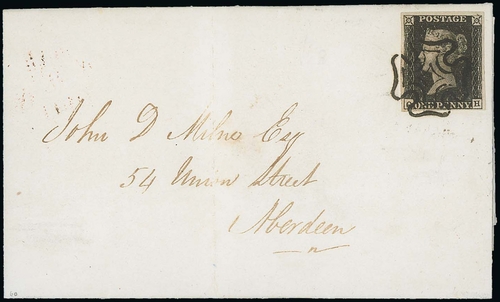 POSTAGE
ONE PENNY H
John D Milne Esq
54 Union Street
Aberdeen